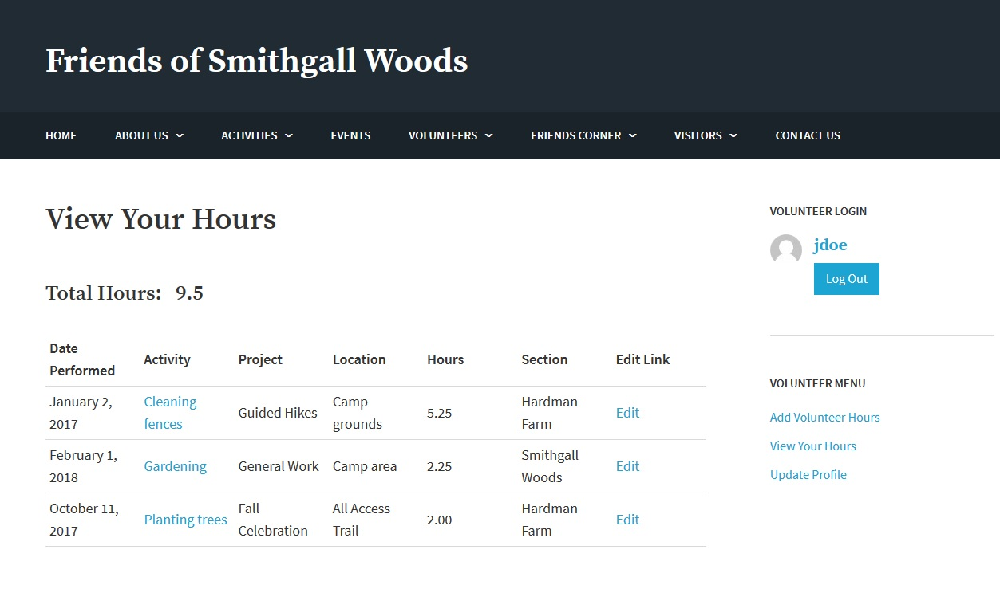 Friends of Smithgall Woods
HOME ABOUT US ACTIVITIES EVENTS VOLUNTEERS FRIENDS CORNER VISITORS CONTACT US
View Your Hours
Total Hours: 9.5
Date Performed Activity Project Location Hours Section Edit Link
January 2, 2017 Cleaning fences Guided Hikes Camp grounds 5.25 Hardman Farm Edit
February 1, 2018 Gardening General Work Camp area 2.25 Smithgall Woods Edit
October 11, 2017 Planting trees Fall Celebration All Access Trail 2.00 Hardman Farm Edit
VOLUNTEER LOGIN
jdoe
Log Out
VOLUNTEER MENU
Add Volunteer Hours
View Your Hours
Update Profile